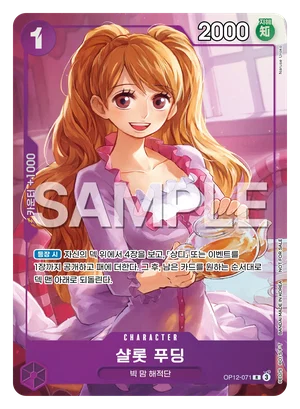 1
2000
지혜
知
카운터 +1000
SAMPLE
등장 시 자신의 덱 위에서 4장을 보고, 「상디」 또는 이벤트를
1장까지 공개하고 패에 더한다. 그 후, 남은 카드를 원하는 순서대로
덱 맨 아래로 되돌린다.
CHARACTER
샬롯 푸딩
빅 맘 해적단
OP12-071 R 3